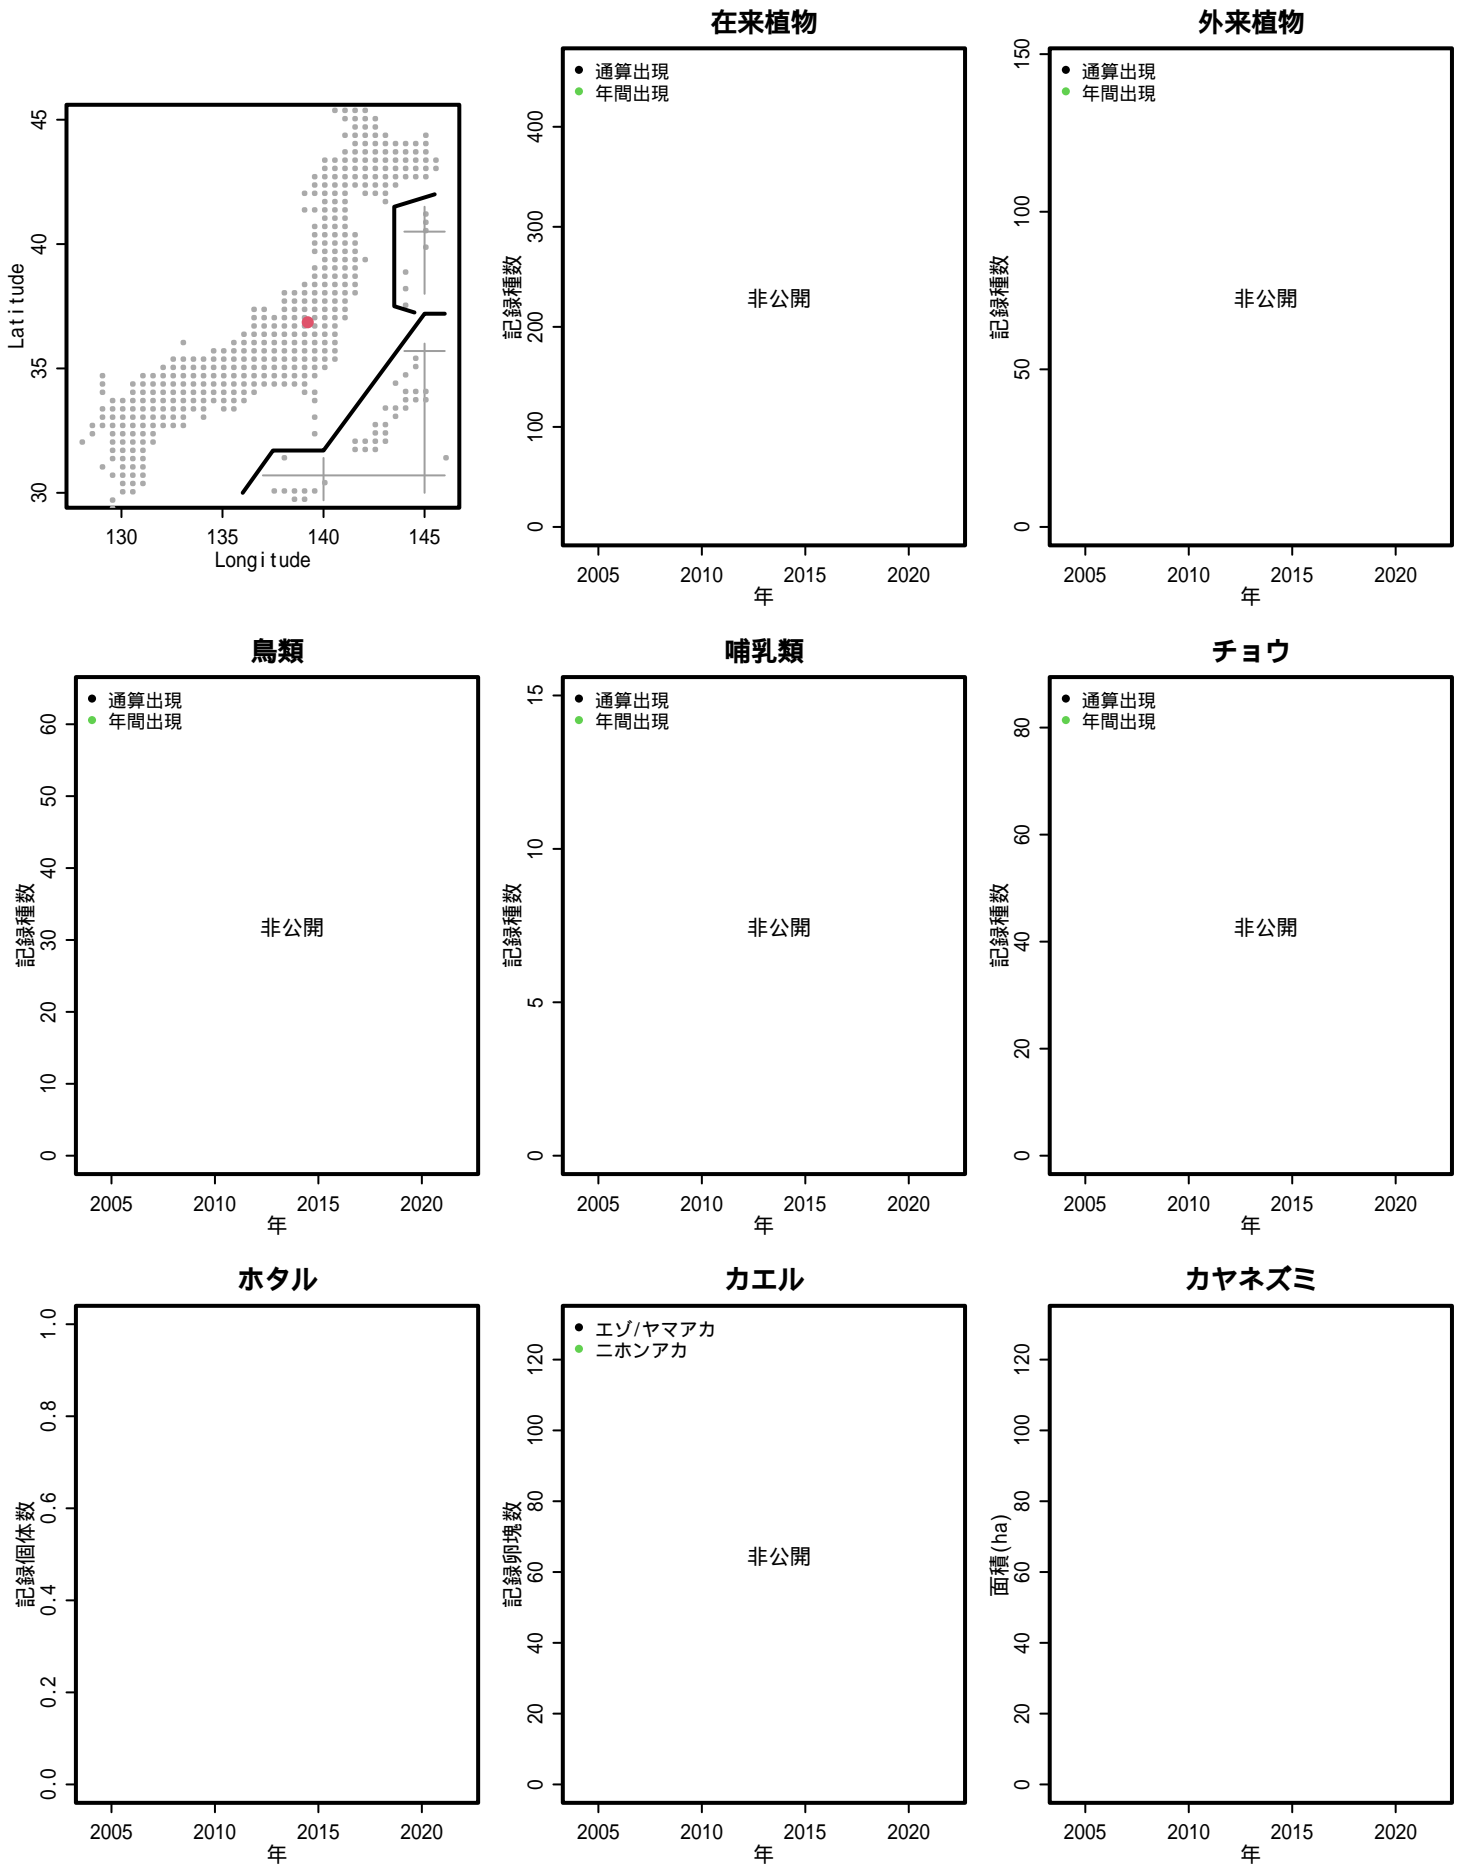 45
40
35
30
Latitude
130
135
140
145
Longitude
在来植物
通算出現
年間出現
400
300
200
100
0
記録種数
非公開
2005
2010
2015
2020
年
外来植物
通算出現
年間出現
150
100
50
0
記録種数
非公開
2005
2010
2015
2020
年
鳥類
通算出現
年間出現
60
50
40
30
20
10
0
記録種数
非公開
2005
2010
2015
2020
年
哺乳類
通算出現
年間出現
15
10
5
0
記録種数
非公開
2005
2010
2015
2020
年
チョウ
通算出現
年間出現
80
60
40
20
0
記録種数
非公開
2005
2010
2015
2020
年
ホタル
1.0
0.8
0.6
0.4
0.2
0.0
記録個体数
2005
2010
2015
2020
年
カエル
エゾ/ヤマアカ
ニホンアカ
120
100
80
60
40
20
0
記録卵塊数
非公開
2005
2010
2015
2020
年
カヤネズミ
120
100
80
60
40
20
0
面積(ha)
2005
2010
2015
2020
年